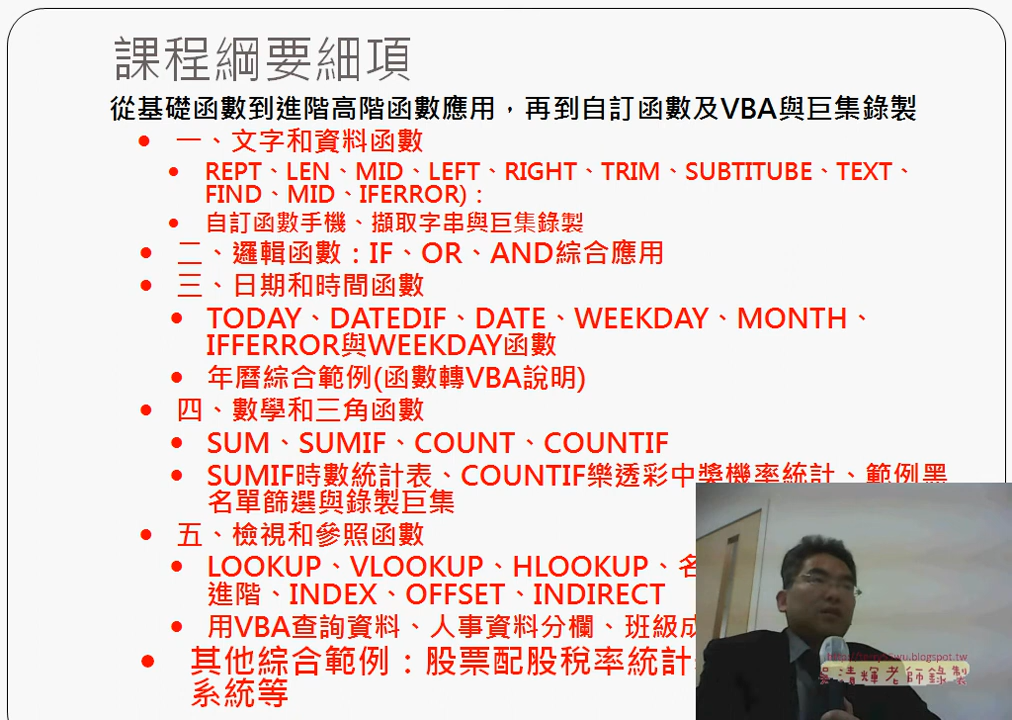 課程綱要細項
從基礎函數到進階高階函數應用，再到自訂函數及VBA與巨集錄製
• 一、文字和資料函數
• REPT、LEN、MID、LEFT、RIGHT、TRIM、SUBTITUBE、TEXT、
FIND、MID、IFERROR)：
• 自訂函數手機、擷取字串與巨集錄製
• 二、邏輯函數：IF、OR、AND綜合應用
• 三、日期和時間函數
• TODAY、DATEDIF、DATE、WEEKDAY、MONTH、
IFFERROR與WEEKDAY函數
• 年曆綜合範例(函數轉VBA說明)
• 四、數學和三角函數
• SUM、SUMIF、COUNT、COUNTIF
• SUMIF時數統計表、COUNTIF樂透彩中獎機率統計、範例黑
名單篩選與錄製巨集
• 五、檢視和參照函數
• LOOKUP、VLOOKUP、HLOOKUP、名
進階、INDEX、OFFSET、INDIRECT
• 用VBA查詢資料、人事資料分欄、班級成
• 其他綜合範例：股票配股稅率統計
系統等
吳清輝老師錄製